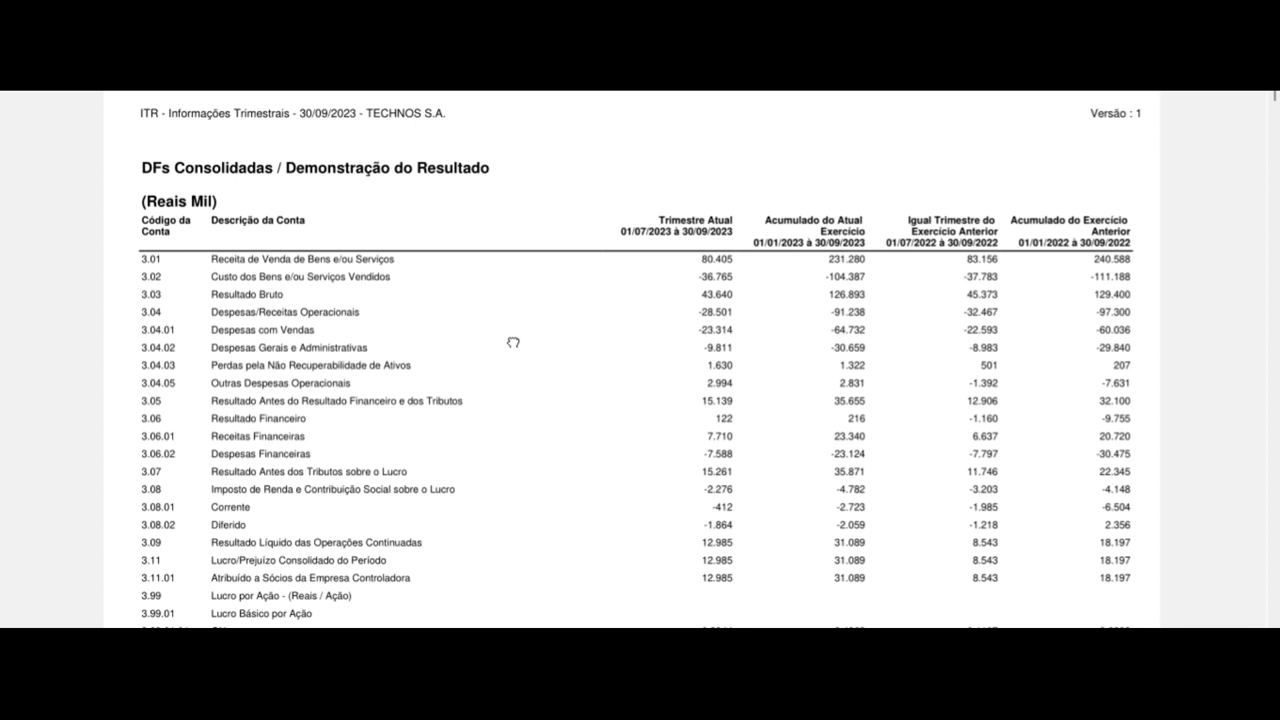 ITR - Informações Trimestrais - 30/09/2023 - TECHNOS S.A. Versão : 1
DFs Consolidadas / Demonstração do Resultado
(Reais Mil)
Código da Conta Descrição da Conta Trimestre Atual 01/07/2023 à 30/09/2023 Acumulado do Atual Exercício 01/01/2023 à 30/09/2023 Igual Trimestre do Exercício Anterior 01/07/2022 à 30/09/2022 Acumulado do Exercício Anterior 01/01/2022 à 30/09/2022
3.01 Receita de Venda de Bens e/ou Serviços 80.405 231.280 83.156 240.588
3.02 Custo dos Bens e/ou Serviços Vendidos -36.765 -104.387 -37.783 -111.188
3.03 Resultado Bruto 43.640 126.893 45.373 129.400
3.04 Despesas/Receitas Operacionais -28.501 -91.238 -32.467 -97.300
3.04.01 Despesas com Vendas -23.314 -64.732 -22.593 -60.036
3.04.02 Despesas Gerais e Administrativas -9.811 -30.659 -8.983 -29.840
3.04.03 Perdas pela Não Recuperabilidade de Ativos 1.630 1.322 501 207
3.04.05 Outras Despesas Operacionais 2.994 2.831 -1.392 -7.631
3.05 Resultado Antes do Resultado Financeiro e dos Tributos 15.139 35.655 12.906 32.100
3.06 Resultado Financeiro 122 216 -1.160 -9.755
3.06.01 Receitas Financeiras 7.710 23.340 6.637 20.720
3.06.02 Despesas Financeiras -7.588 -23.124 -7.797 -30.475
3.07 Resultado Antes dos Tributos sobre o Lucro 15.261 35.871 11.746 22.345
3.08 Imposto de Renda e Contribuição Social sobre o Lucro -2.276 -4.782 -3.203 -4.148
3.08.01 Corrente -412 -2.723 -1.985 -6.504
3.08.02 Diferido -1.864 -2.059 -1.218 2.356
3.09 Resultado Líquido das Operações Continuadas 12.985 31.089 8.543 18.197
3.11 Lucro/Prejuízo Consolidado do Período 12.985 31.089 8.543 18.197
3.11.01 Atribuído a Sócios da Empresa Controladora 12.985 31.089 8.543 18.197
3.99 Lucro por Ação - (Reais / Ação)
3.99.01 Lucro Básico por Ação